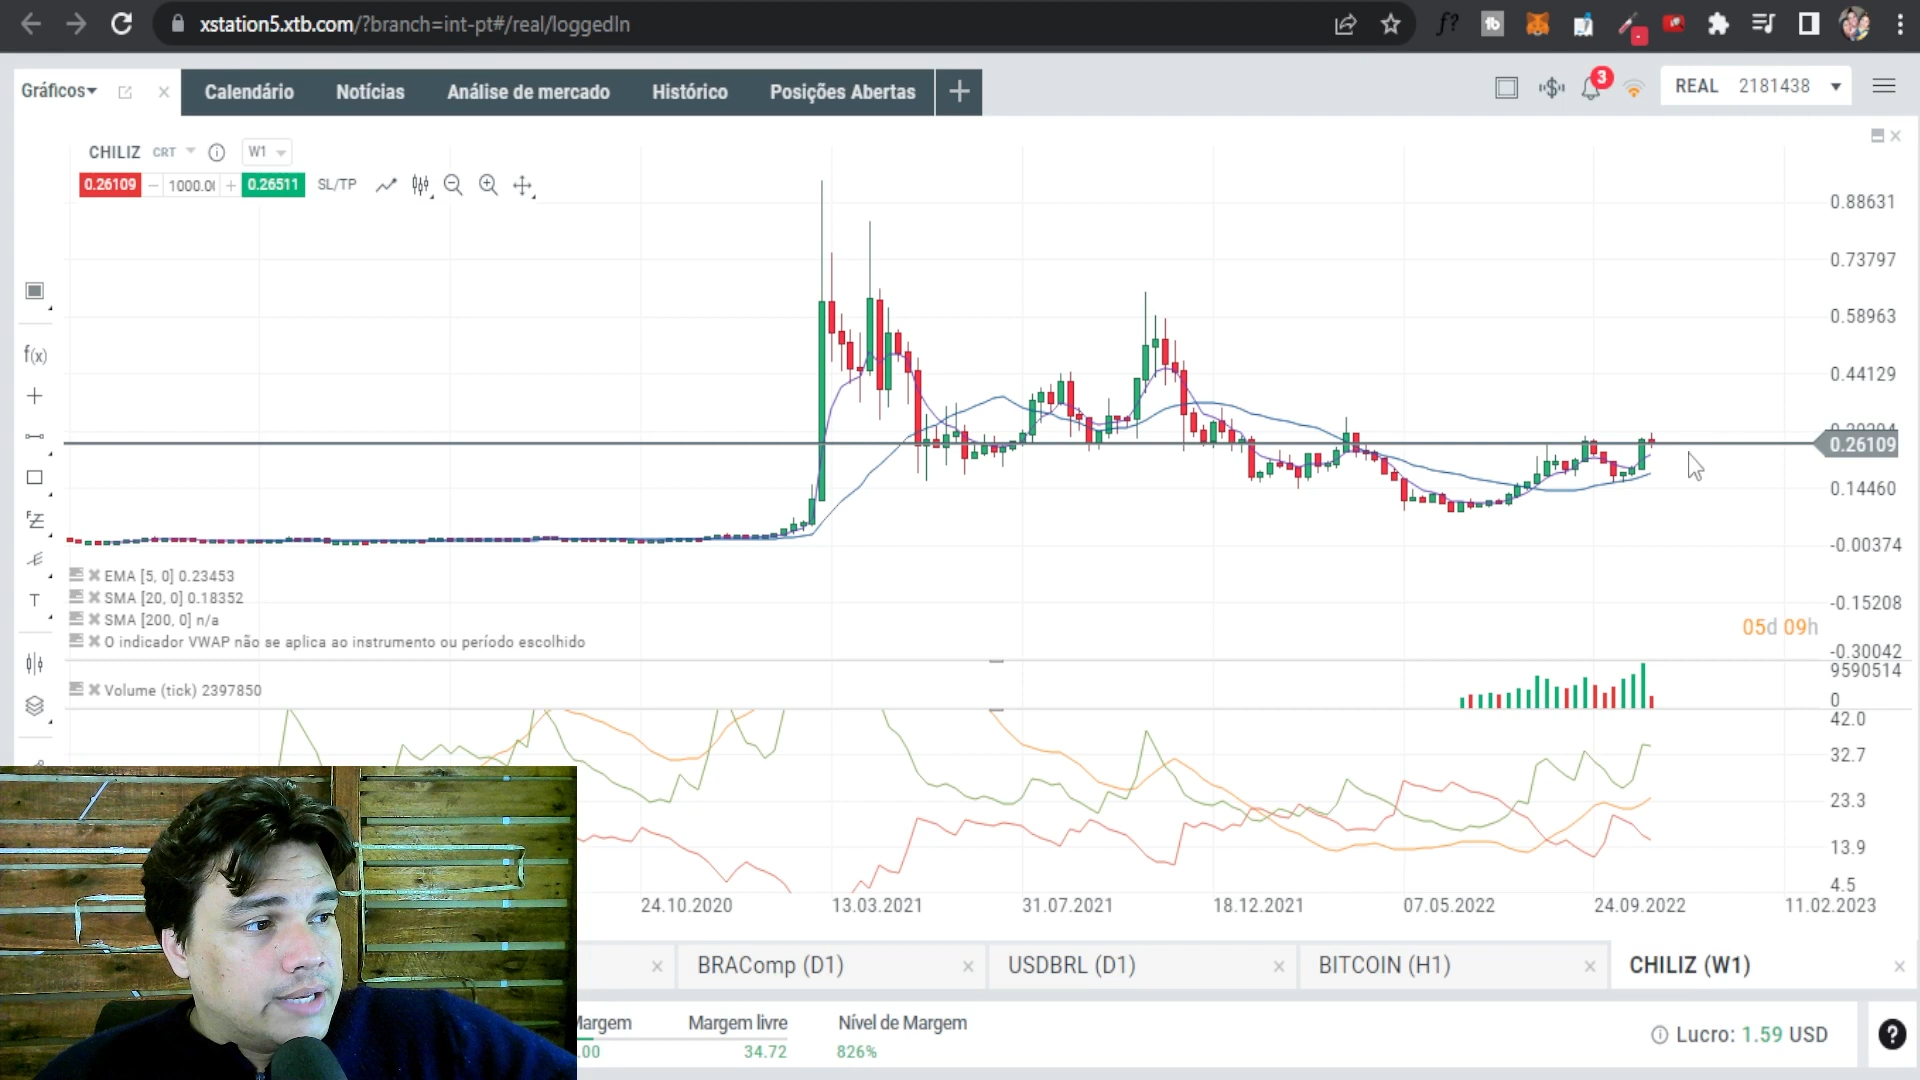 xstation5.xtb.com/?branch=int-pt#/real/loggedIn
Gráficos
Calendário
Notícias
Análise de mercado
Histórico
Posições Abertas
3
REAL 2181438
CHILIZ CRT W1
0.26109 − 1000.00 + 0.26511 SL/TP
0.88631
0.73797
0.58963
0.44129
0.26109
0.14460
-0.00374
-0.15208
-0.30042
f(x)
T
EMA [5, 0] 0.23453
SMA [20, 0] 0.18352
SMA [200, 0] n/a
O indicador VWAP não se aplica ao instrumento ou período escolhido
05d 09h
Volume (tick) 2397850
9590514
0
42.0
32.7
23.3
13.9
4.5
24.10.2020 13.03.2021 31.07.2021 18.12.2021 07.05.2022 24.09.2022 11.02.2023
BRAComp (D1)
USDBRL (D1)
BITCOIN (H1)
CHILIZ (W1)
Margem Margem livre Nível de Margem
.00 34.72 826%
Lucro: 1.59 USD
?